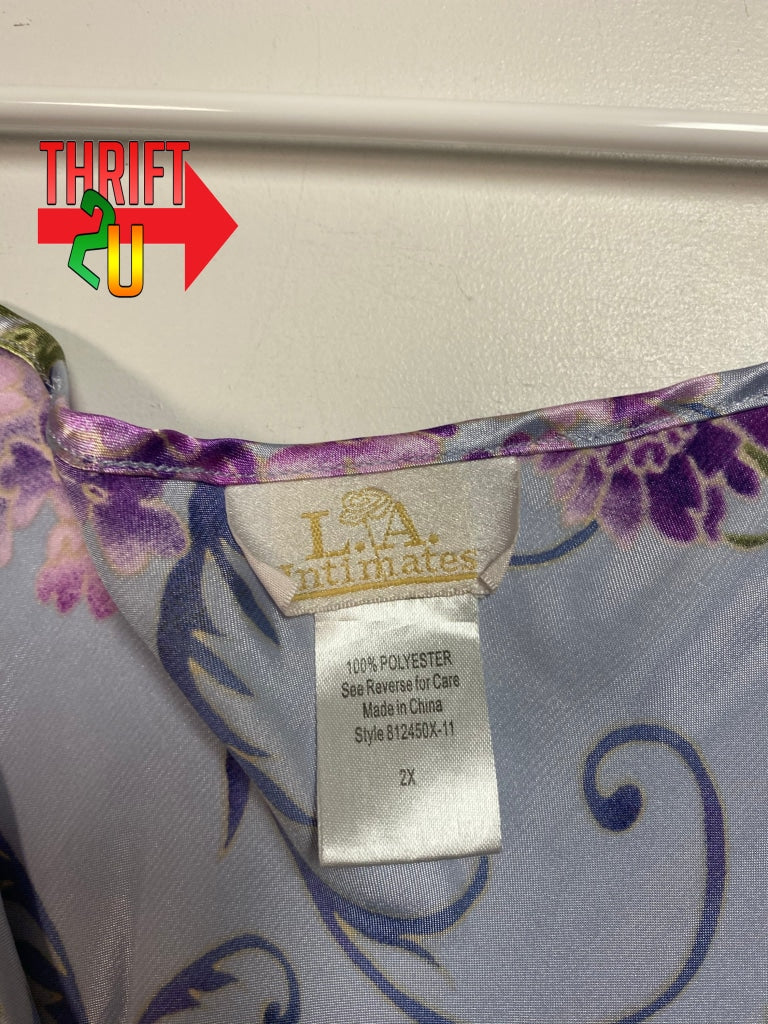 THRIFT
2U
L.A.
Intimates
100% POLYESTER
See Reverse for Care
Made in China
Style 812450X-11
2X